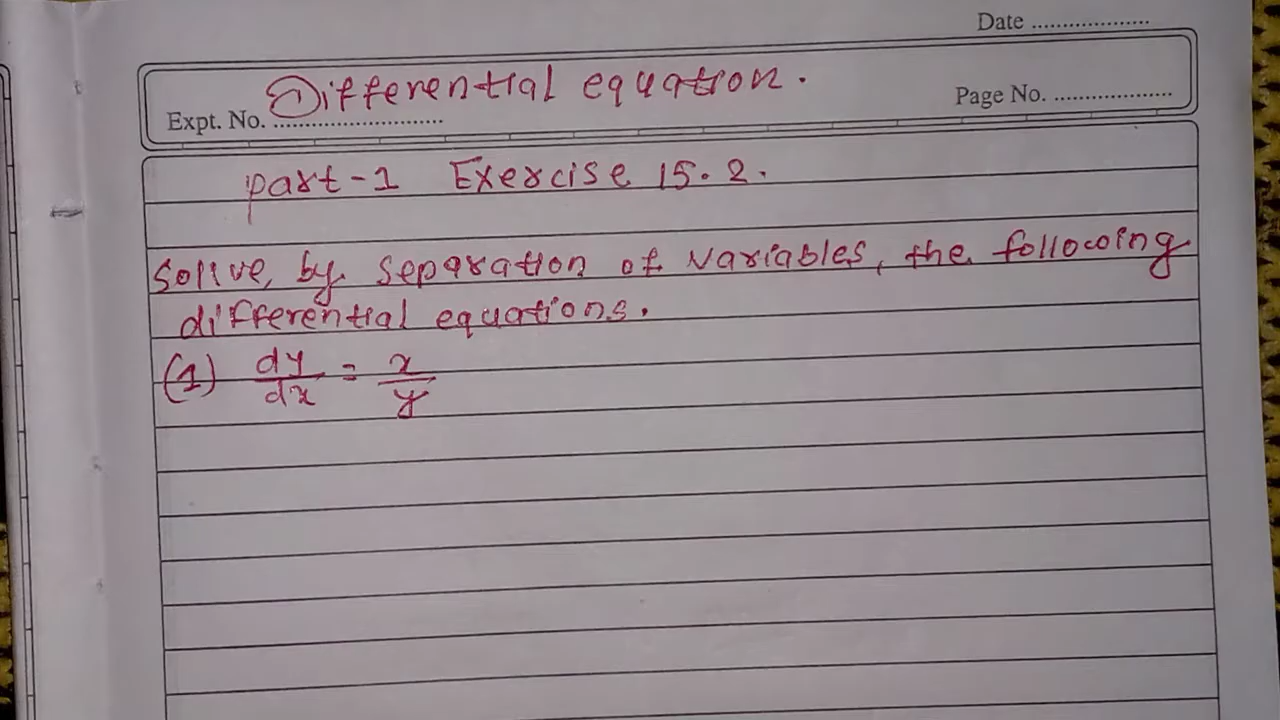 Date ...................
Differential equation.
Expt. No. ...........................
Page No. ...................
part-1 Exercise 15.2.
Solve, by separation of variables, the following
differential equations.
(1) dy/dx = x/y